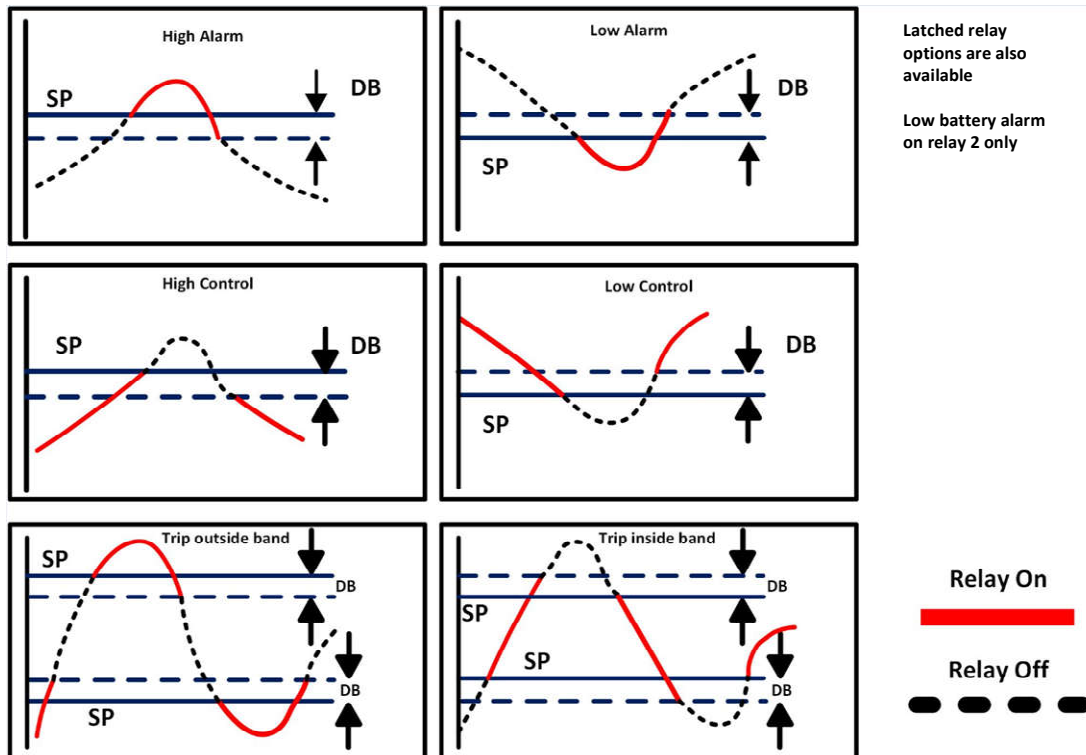 High Alarm
SP
DB
Low Alarm
DB
SP
Latched relay
options are also
available
Low battery alarm
on relay 2 only
High Control
SP
DB
Low Control
DB
SP
Trip outside band
SP
DB
DB
SP
Trip inside band
DB
SP
SP
DB
Relay On
Relay Off